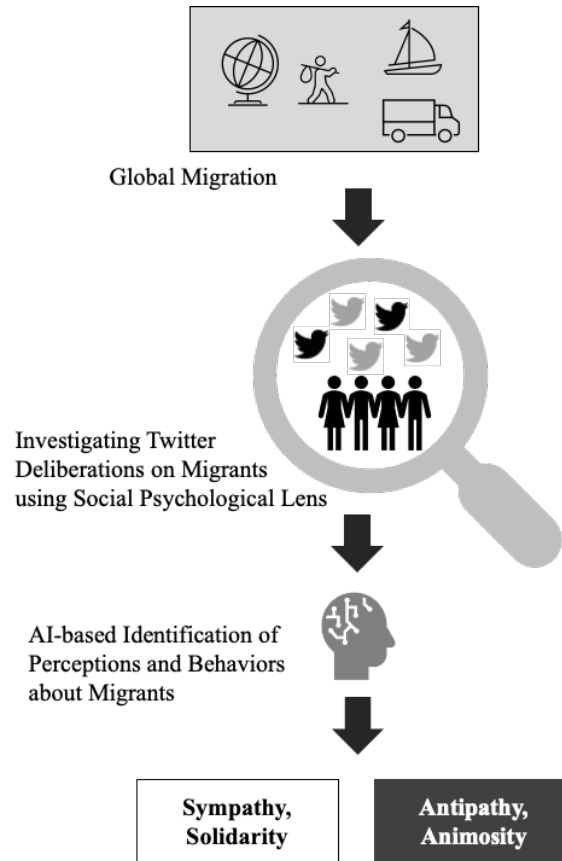 Global Migration
Investigating Twitter
Deliberations on Migrants
using Social Psychological Lens
AI-based Identification of
Perceptions and Behaviors
about Migrants
Sympathy,
Solidarity
Antipathy,
Animosity